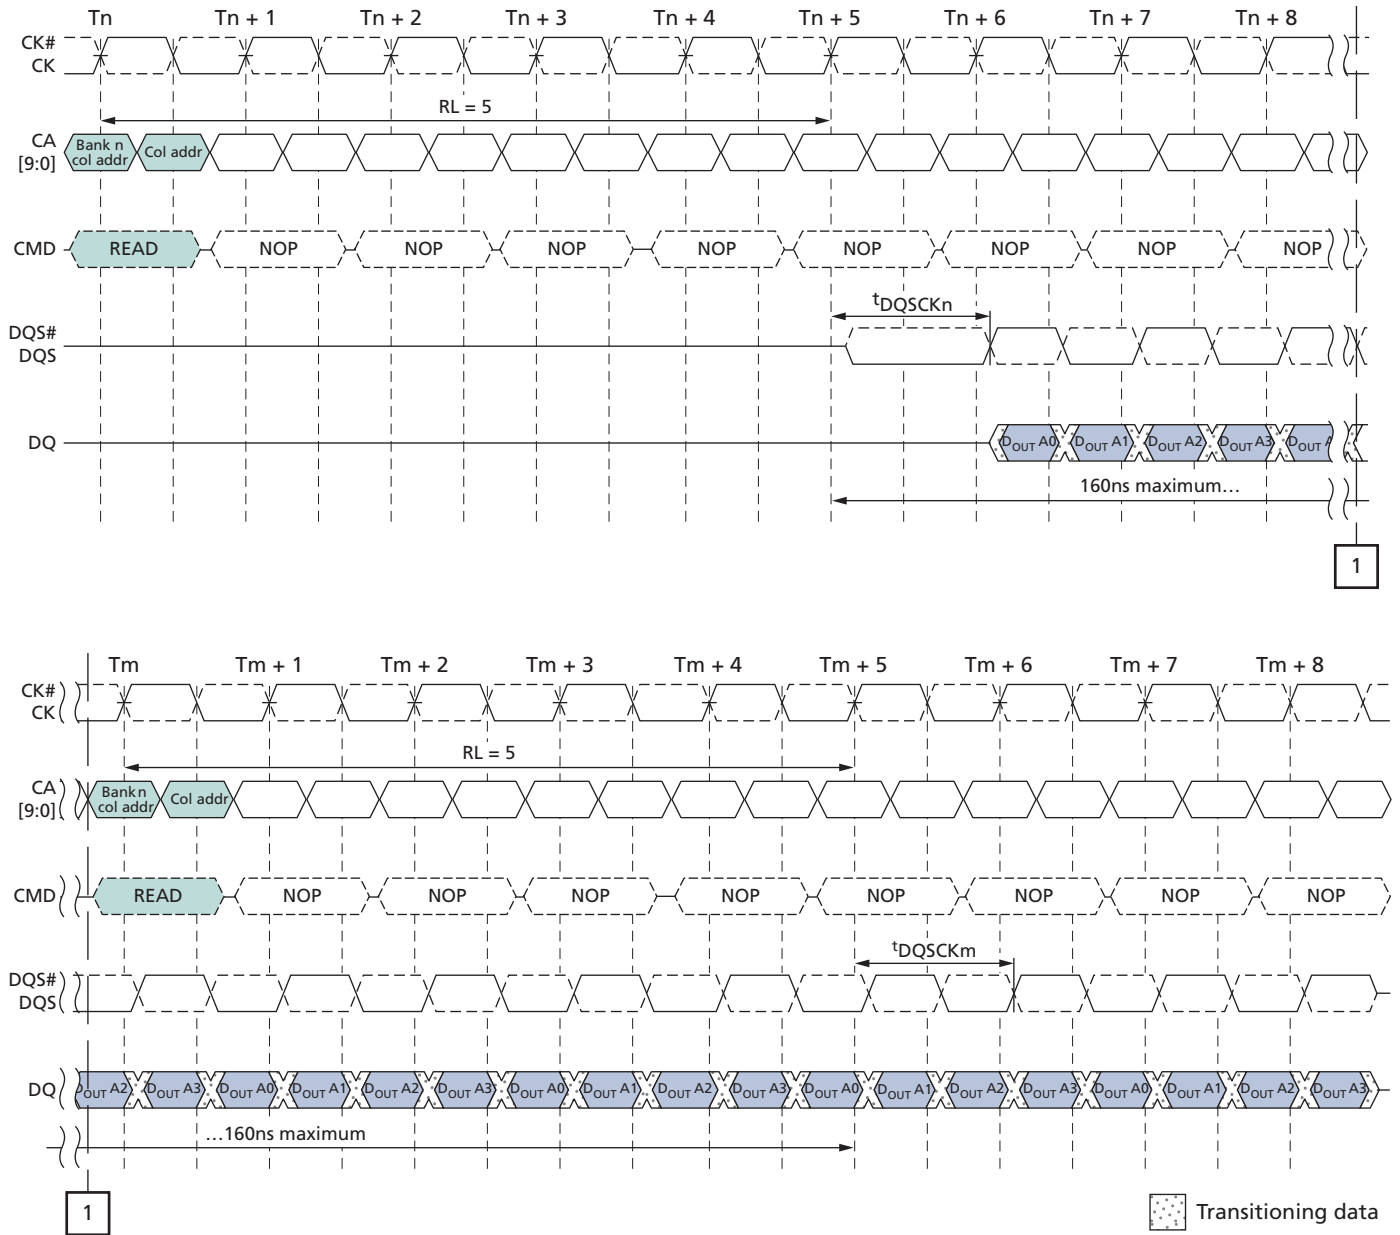 Tn Tn + 1 Tn + 2 Tn + 3 Tn + 4 Tn + 5 Tn + 6 Tn + 7 Tn + 8
CK#
CK
RL = 5
CA
[9:0]
Bank n
col addr
Col addr
CMD READ NOP NOP NOP NOP NOP NOP NOP NOP
tDQSCKn
DQS#
DQS
DQ DOUT A0 DOUT A1 DOUT A2 DOUT A3 DOUT A
160ns maximum…
1
Tm Tm + 1 Tm + 2 Tm + 3 Tm + 4 Tm + 5 Tm + 6 Tm + 7 Tm + 8
CK#
CK
RL = 5
CA
[9:0]
Bank n
col addr
Col addr
CMD READ NOP NOP NOP NOP NOP NOP NOP NOP
tDQSCKm
DQS#
DQS
DQ DOUT A2 DOUT A3 DOUT A0 DOUT A1 DOUT A2 DOUT A3 DOUT A0 DOUT A1 DOUT A2 DOUT A3 DOUT A0 DOUT A1 DOUT A2 DOUT A3 DOUT A0 DOUT A1 DOUT A2 DOUT A3
…160ns maximum
1
Transitioning data